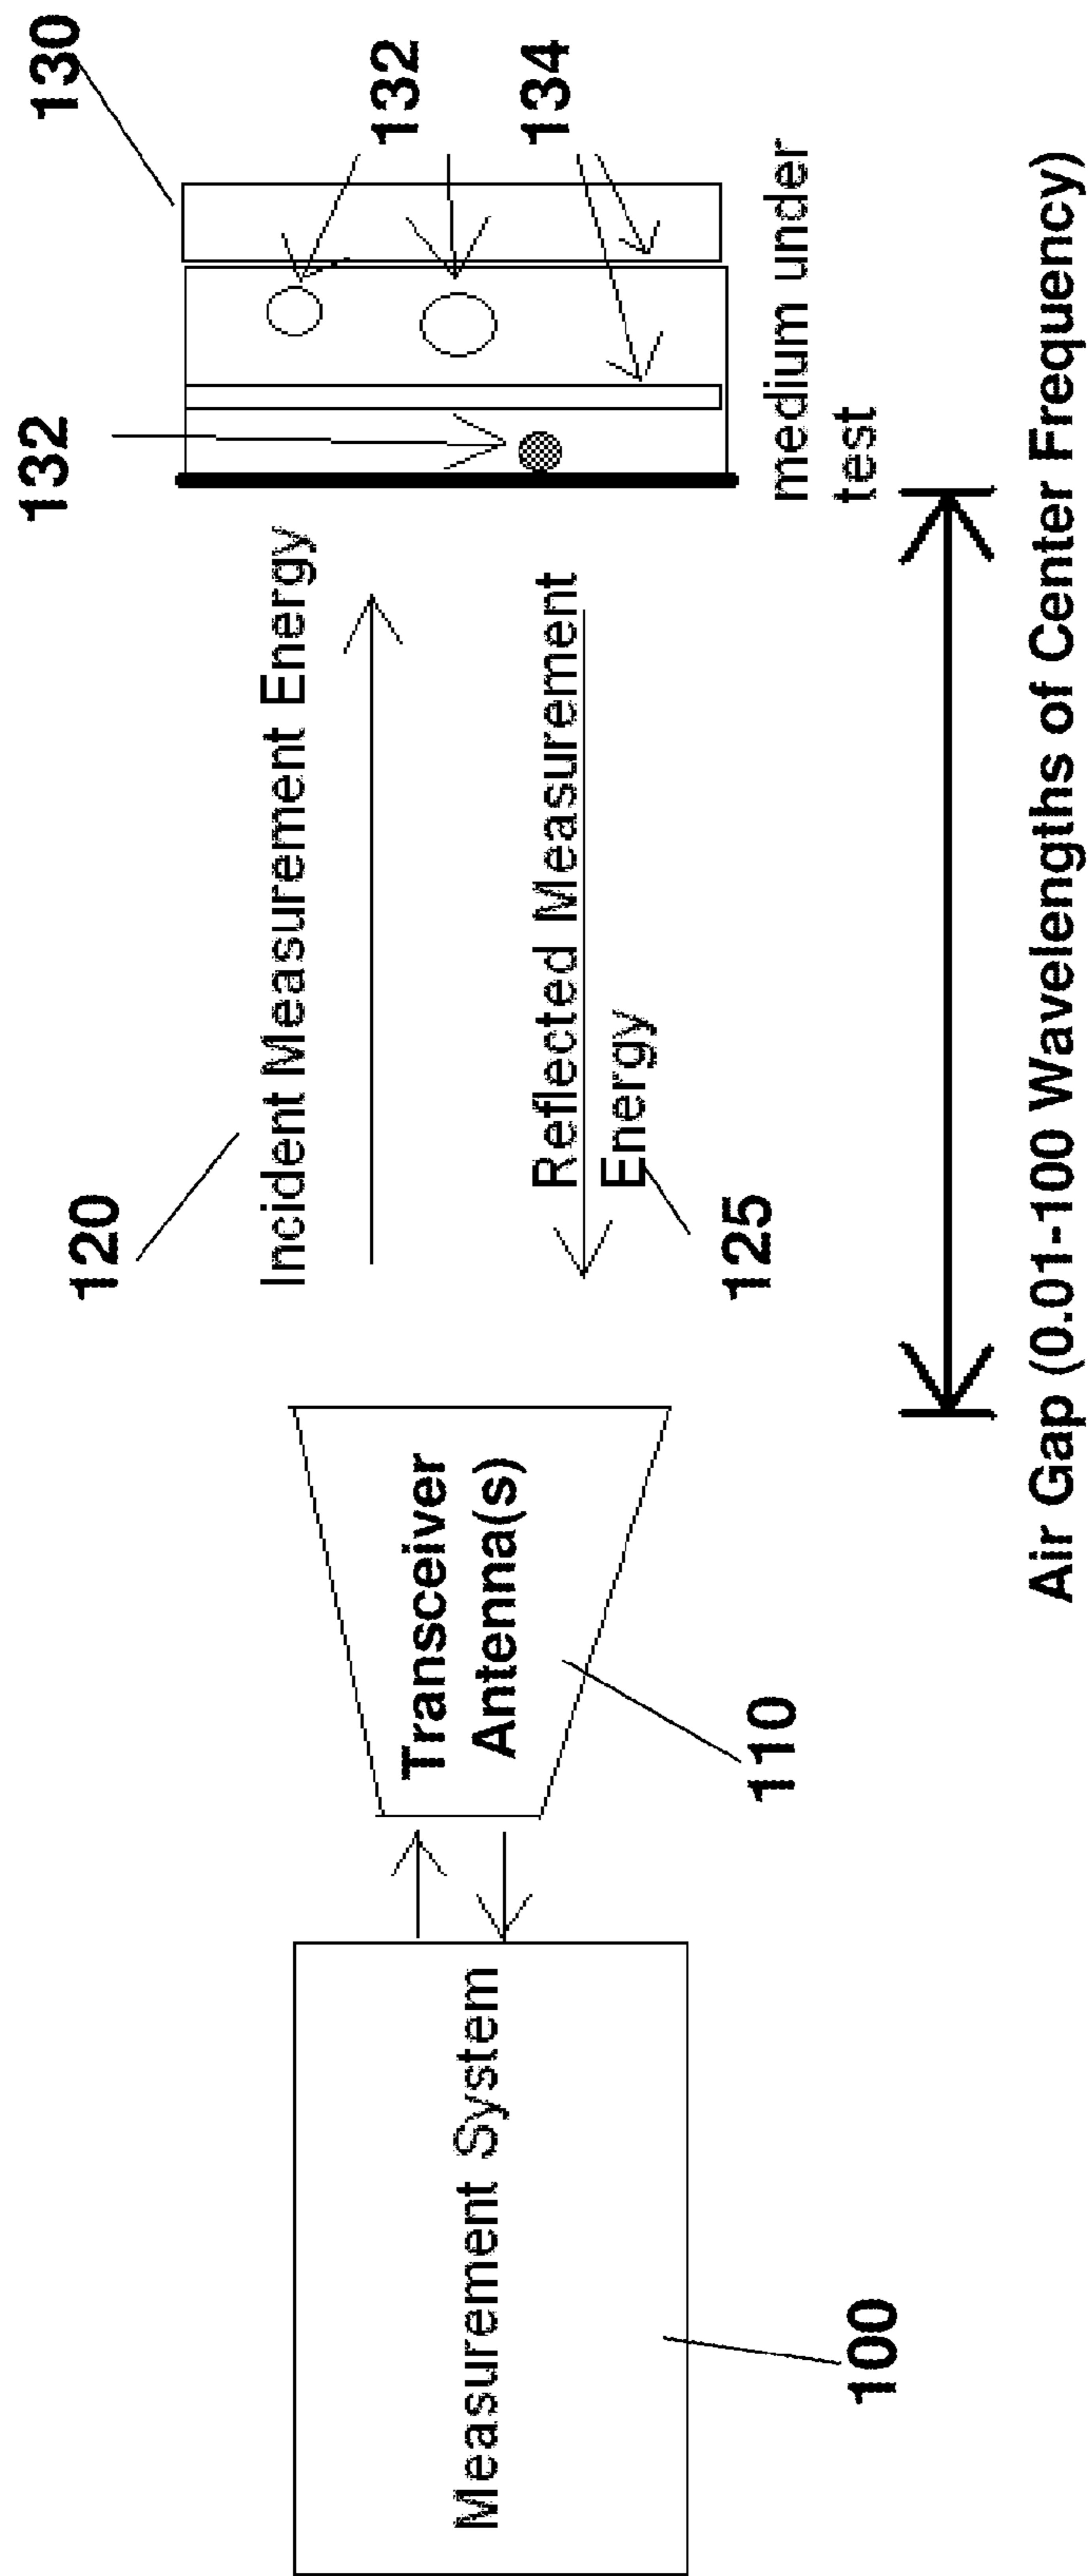 130
132
132
134
120
Incident Measurement Energy
Reflected Measurement
Energy
125
medium under
test
Transceiver
Antenna(s)
110
Measurement System
100
Air Gap (0.01-100 Wavelengths of Center Frequency)